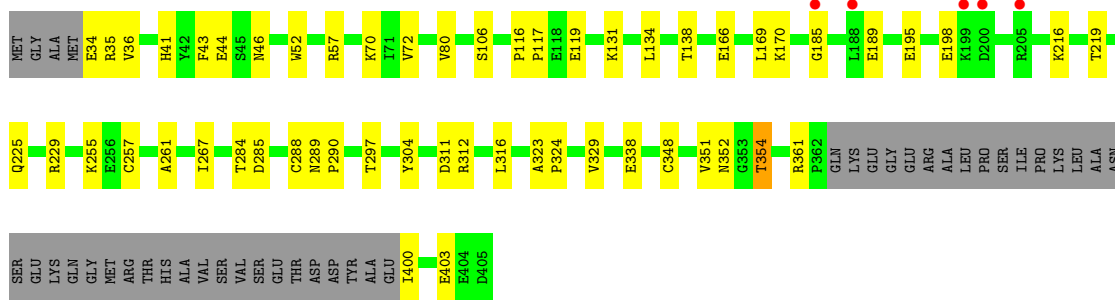 MET GLY ALA MET E34 R35 V36 H41 Y42 F43 E44 S45 N46 W52 R57 K70 I71 V72 V80 S106 P116 P117 E118 E119 K131 L134 T138 E166 L169 K170 G185 L188 E189 E195 E198 K199 D200 R205 K216 T219
Q225 R229 K255 E256 C257 A261 I267 T284 D285 C288 N289 P290 T297 Y304 D311 R312 L316 A323 P324 V329 E338 C348 V351 N352 G353 T354 R361 P362 GLN LYS GLU GLY GLU ARG ALA LEU PRO SER ILE PRO LYS LEU ALA ASN
SER GLU LYS GLN GLY MET ARG THR HIS ALA VAL SER VAL SER GLU THR ASP ASP TYR ALA GLU I400 E403 E404 D405